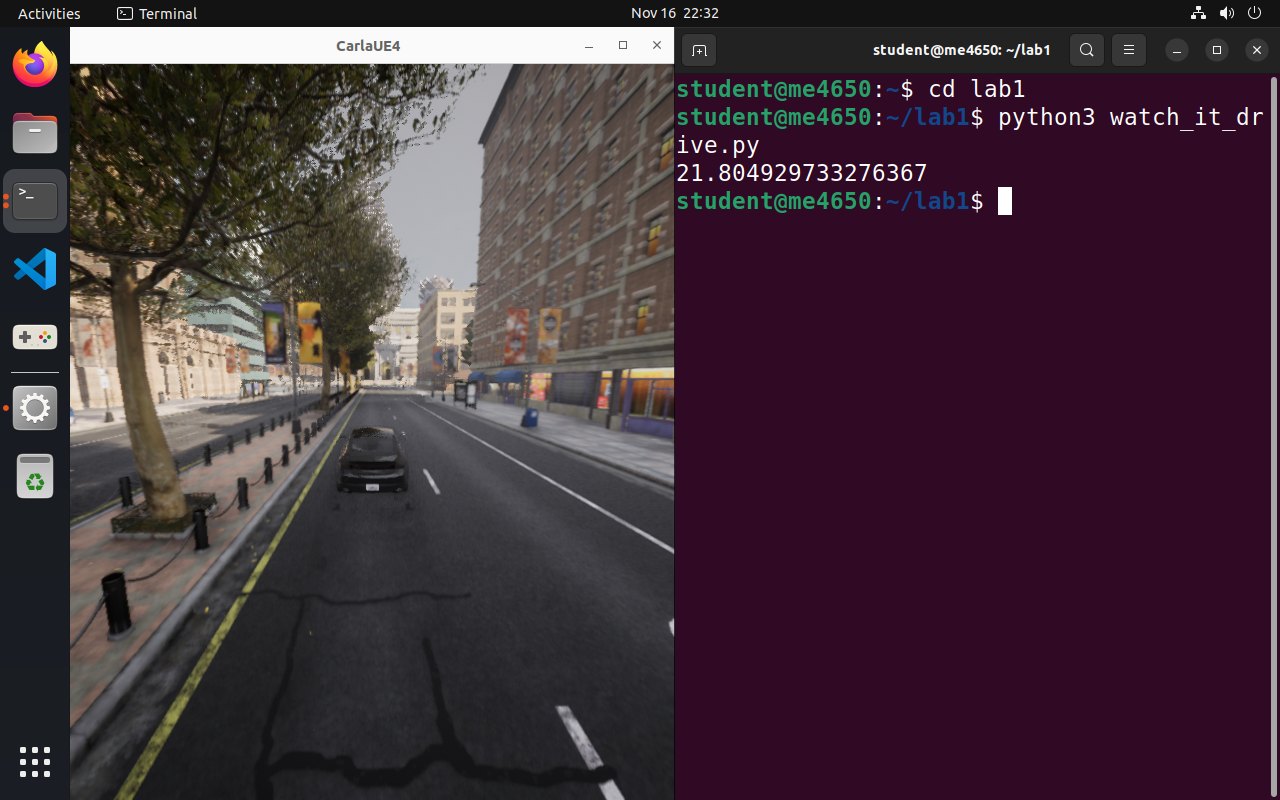 Activities
Terminal
Nov 16 22:32
CarlaUE4
student@me4650: ~/lab1
student@me4650:~$ cd lab1
student@me4650:~/lab1$ python3 watch_it_dr
ive.py
21.804929733276367
student@me4650:~/lab1$